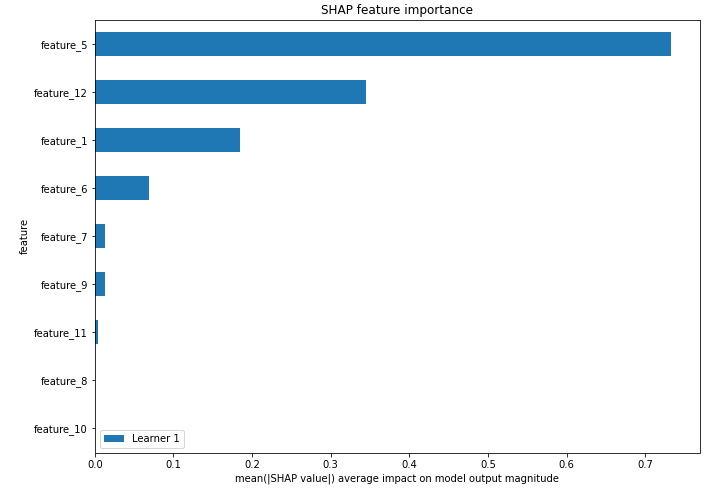 SHAP feature importance
feature_5
feature_12
feature_1
feature_6
feature_7
feature_9
feature_11
feature_8
feature_10
feature
Learner 1
0.0 0.1 0.2 0.3 0.4 0.5 0.6 0.7
mean(|SHAP value|) average impact on model output magnitude